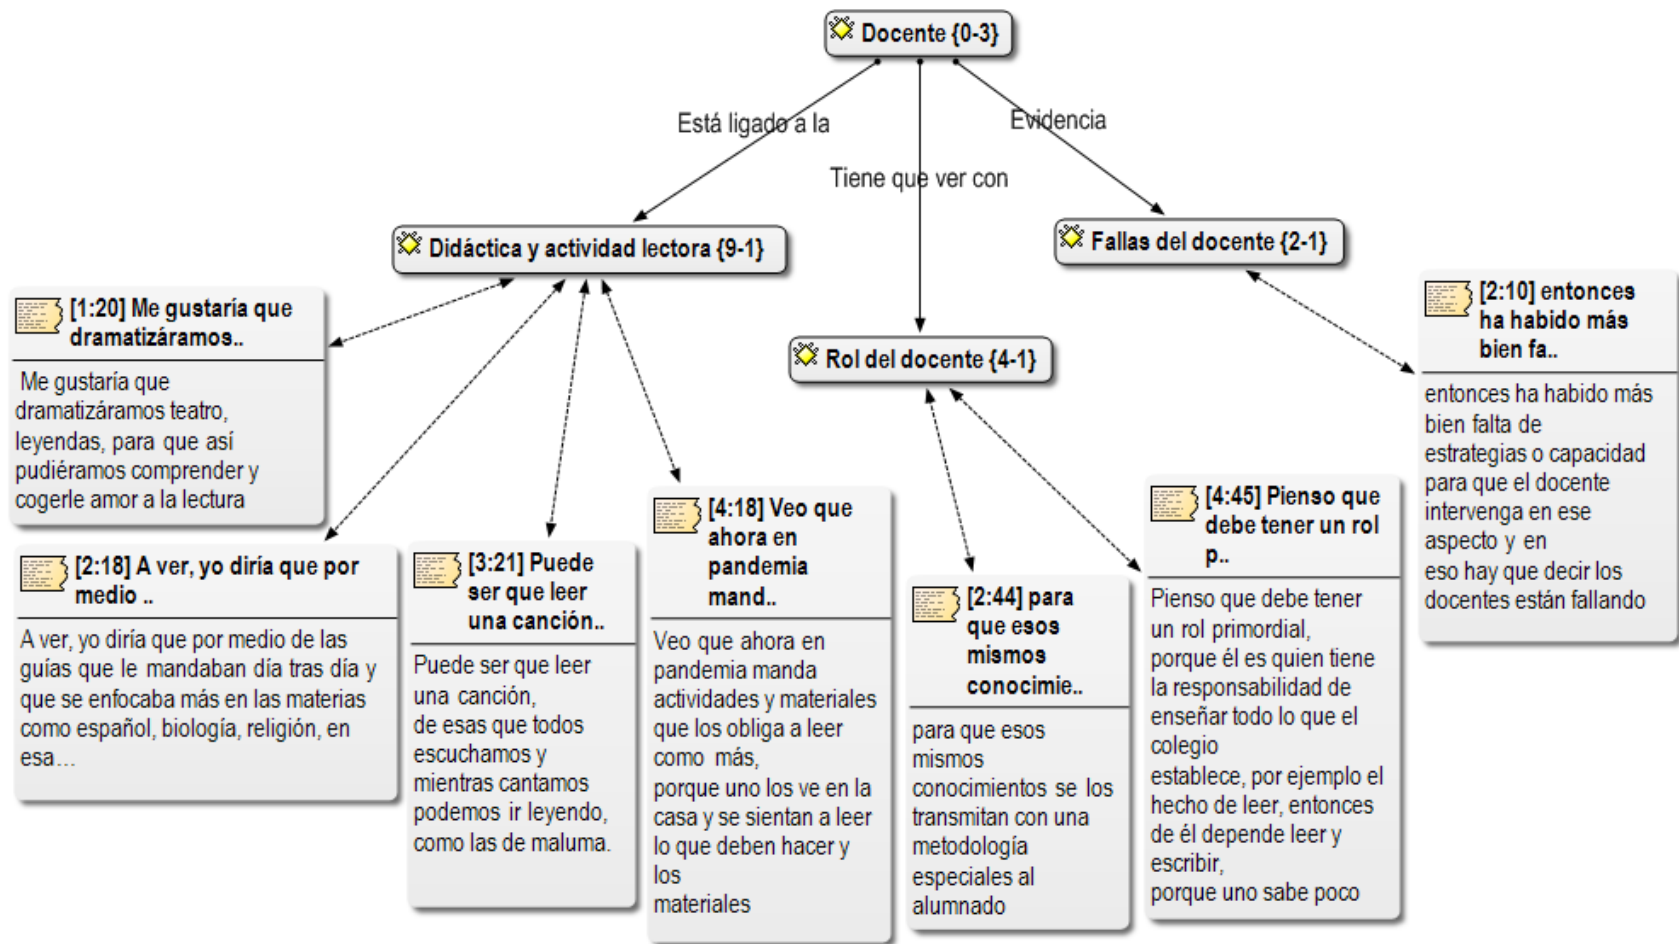 Docente {0-3}
Está ligado a la
Evidencia
Tiene que ver con
Didáctica y actividad lectora {9-1}
Fallas del docente {2-1}
Rol del docente {4-1}
[1:20] Me gustaría que
dramatizáramos..
Me gustaría que
dramatizáramos teatro,
leyendas, para que así
pudiéramos comprender y
cogerle amor a la lectura
[2:18] A ver, yo diría que por
medio ..
A ver, yo diría que por medio de las
guías que le mandaban día tras día y
que se enfocaba más en las materias
como español, biología, religión, en
esa…
[3:21] Puede
ser que leer
una canción..
Puede ser que leer
una canción,
de esas que todos
escuchamos y
mientras cantamos
podemos ir leyendo,
como las de maluma.
[4:18] Veo que
ahora en
pandemia
mand..
Veo que ahora en
pandemia manda
actividades y materiales
que los obliga a leer
como más,
porque uno los ve en la
casa y se sientan a leer
lo que deben hacer y
los
materiales
[2:44] para
que esos
mismos
conocimie..
para que esos
mismos
conocimientos se los
transmitan con una
metodología
especiales al
alumnado
[4:45] Pienso que
debe tener un rol
p..
Pienso que debe tener
un rol primordial,
porque él es quien tiene
la responsabilidad de
enseñar todo lo que el
colegio
establece, por ejemplo el
hecho de leer, entonces
de él depende leer y
escribir,
porque uno sabe poco
[2:10] entonces
ha habido más
bien fa..
entonces ha habido más
bien falta de
estrategias o capacidad
para que el docente
intervenga en ese
aspecto y en
eso hay que decir los
docentes están fallando